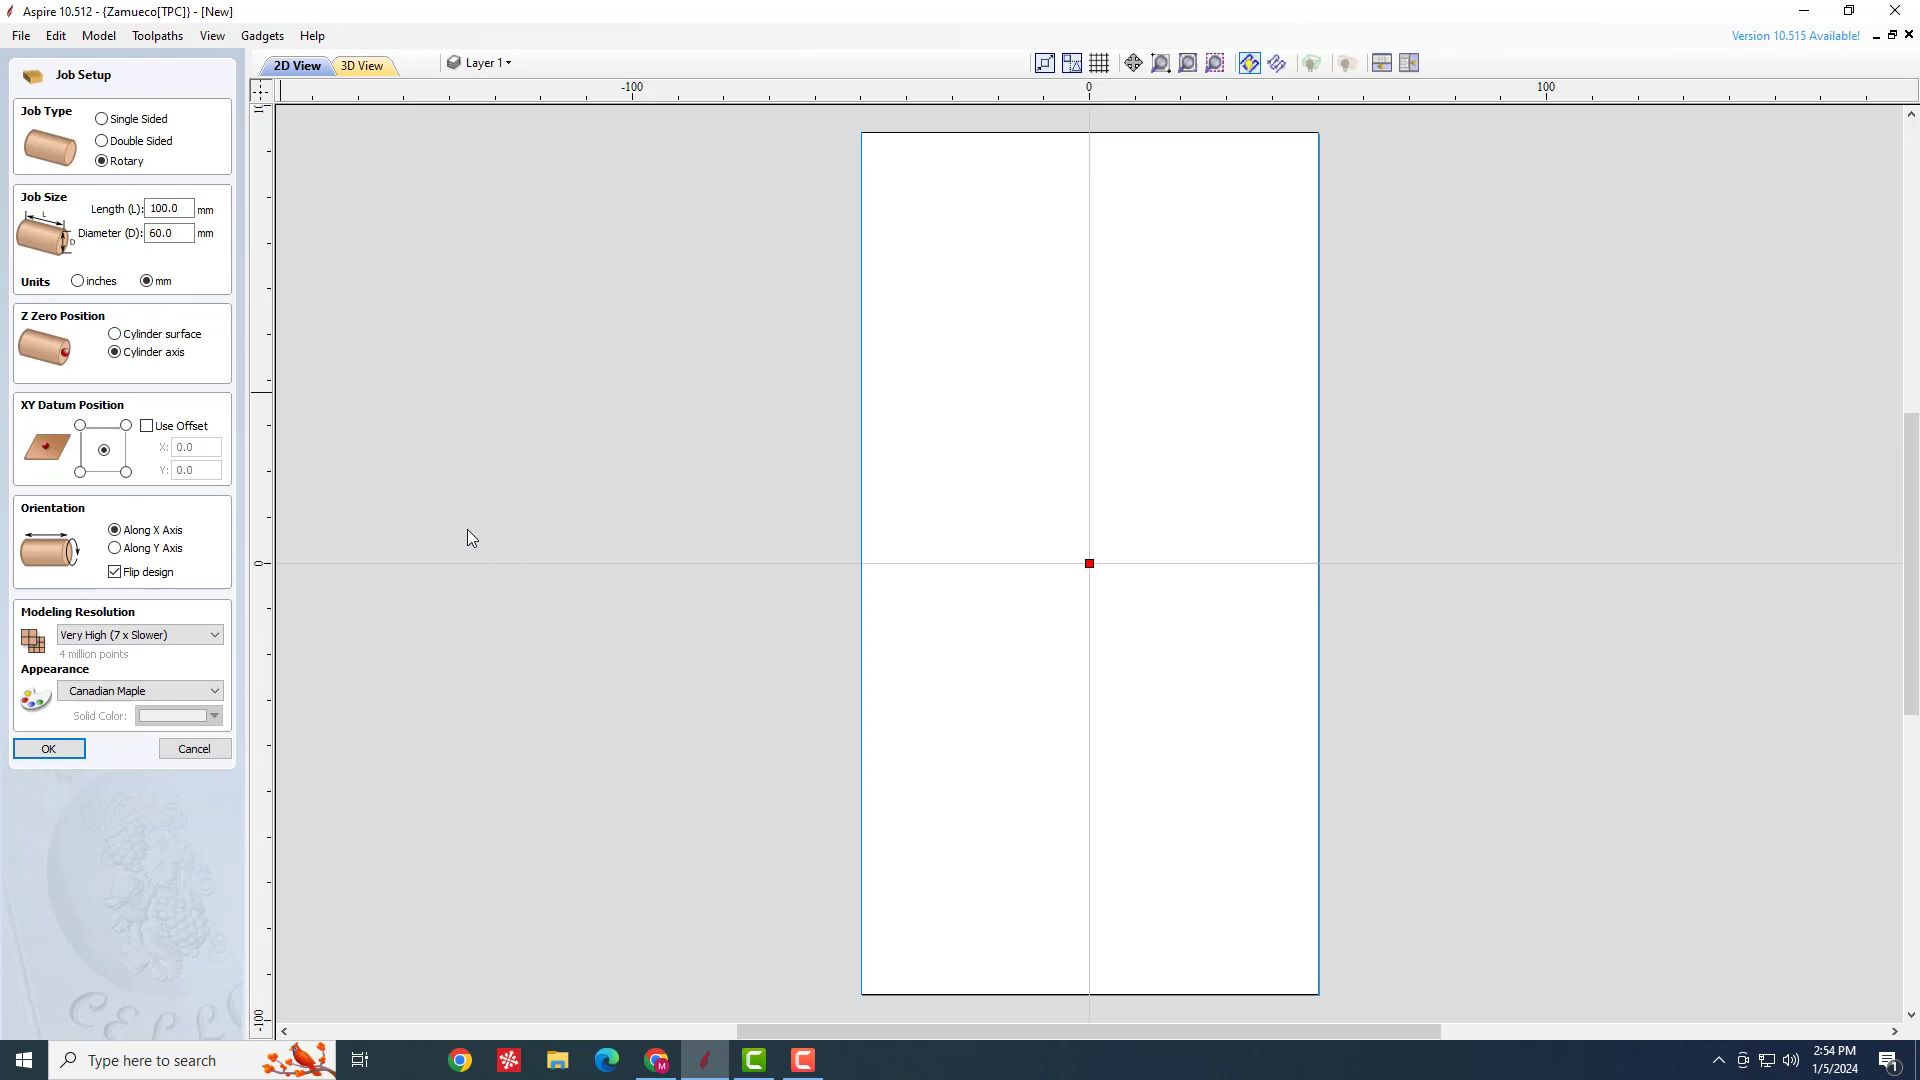 Aspire 10.512 - {Zamueco[TPC]} - [New]
File Edit Model Toolpaths View Gadgets Help
Version 10.515 Available!
Job Setup
2D View
3D View
Layer 1
-100 0 100
Job Type
Single Sided
Double Sided
Rotary
Job Size
L
Length (L): 100.0 mm
D
Diameter (D): 60.0 mm
Units inches mm
Z Zero Position
Cylinder surface
Cylinder axis
XY Datum Position
Use Offset
X: 0.0
Y: 0.0
Orientation
Along X Axis
Along Y Axis
Flip design
0
Modeling Resolution
Very High (7 x Slower)
4 million points
Appearance
Canadian Maple
Solid Color:
OK Cancel
-100
Type here to search
M
2:54 PM
1/5/2024
1